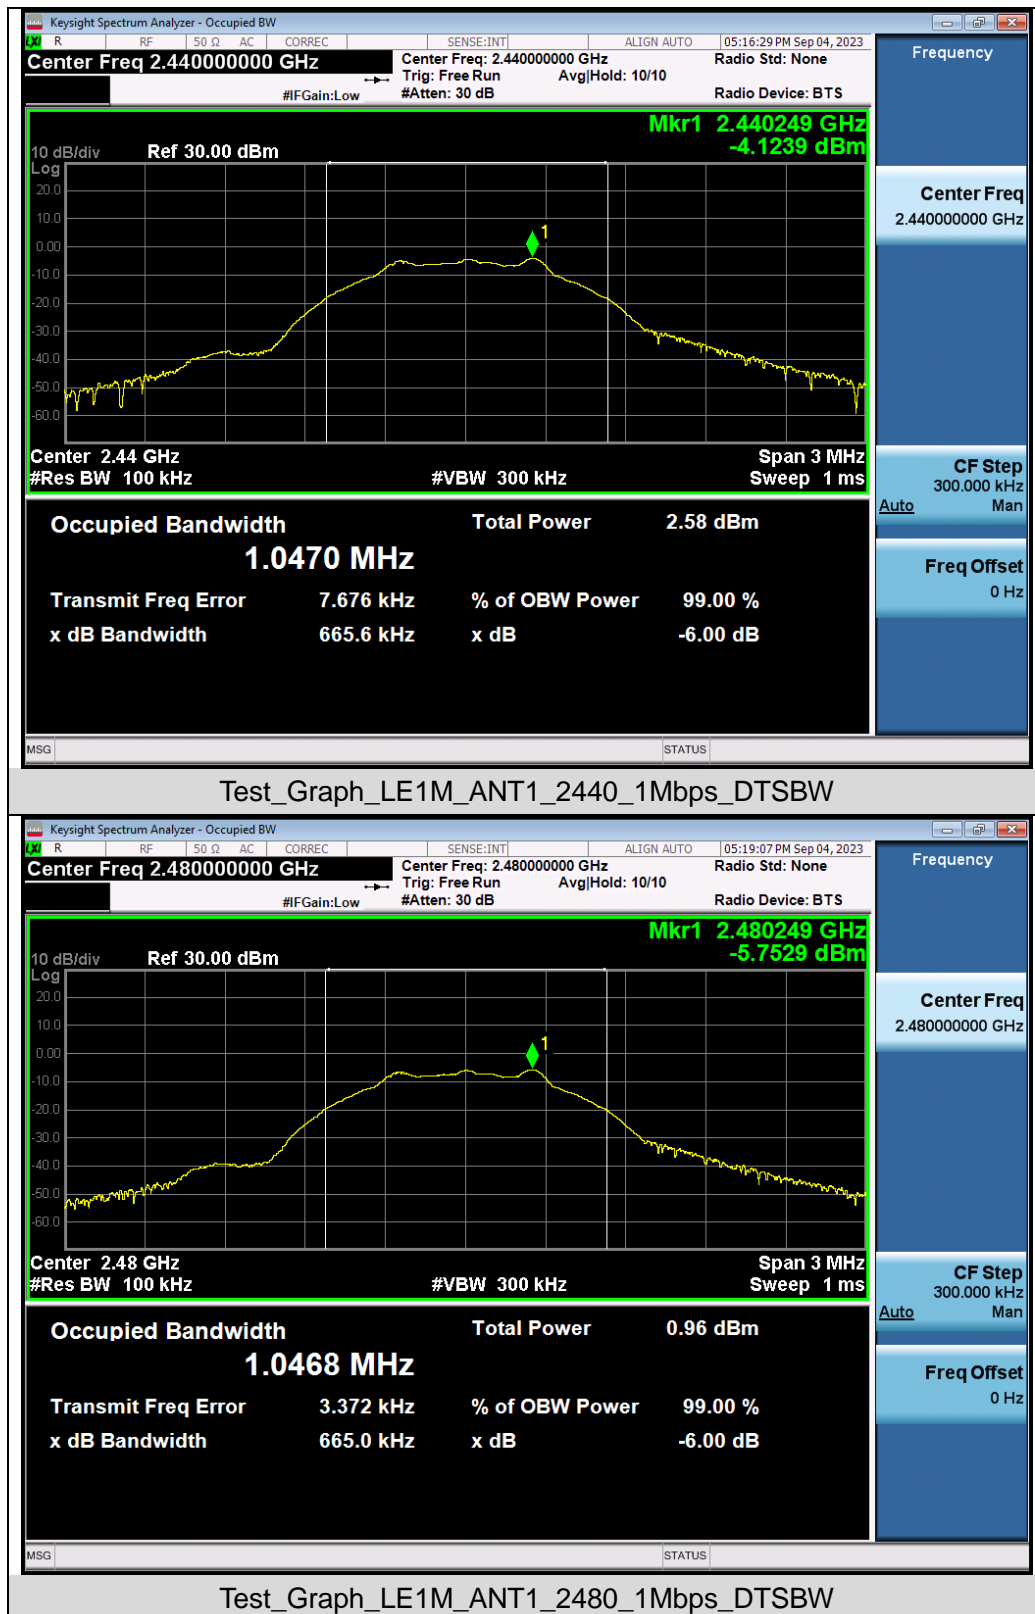 Keysight Spectrum Analyzer - Occupied BW
LXI R RF 50 Ω AC CORREC SENSE:INT ALIGN AUTO 05:16:29 PM Sep 04, 2023
Center Freq 2.440000000 GHz
Center Freq: 2.440000000 GHz
Radio Std: None
Trig: Free Run Avg|Hold: 10/10
#IFGain:Low #Atten: 30 dB Radio Device: BTS
Frequency
Mkr1 2.440249 GHz
-4.1239 dBm
10 dB/div Ref 30.00 dBm
Log
20.0
10.0
0.00
-10.0
-20.0
-30.0
-40.0
-50.0
-60.0
1
Center 2.44 GHz Span 3 MHz
#Res BW 100 kHz #VBW 300 kHz Sweep 1 ms
Center Freq
2.440000000 GHz
CF Step
300.000 kHz
Auto Man
Freq Offset
0 Hz
Occupied Bandwidth Total Power 2.58 dBm
1.0470 MHz
Transmit Freq Error 7.676 kHz % of OBW Power 99.00 %
x dB Bandwidth 665.6 kHz x dB -6.00 dB
MSG STATUS
Test_Graph_LE1M_ANT1_2440_1Mbps_DTSBW
Keysight Spectrum Analyzer - Occupied BW
LXI R RF 50 Ω AC CORREC SENSE:INT ALIGN AUTO 05:19:07 PM Sep 04, 2023
Center Freq 2.480000000 GHz
Center Freq: 2.480000000 GHz
Radio Std: None
Trig: Free Run Avg|Hold: 10/10
#IFGain:Low #Atten: 30 dB Radio Device: BTS
Frequency
Mkr1 2.480249 GHz
-5.7529 dBm
10 dB/div Ref 30.00 dBm
Log
20.0
10.0
0.00
-10.0
-20.0
-30.0
-40.0
-50.0
-60.0
1
Center 2.48 GHz Span 3 MHz
#Res BW 100 kHz #VBW 300 kHz Sweep 1 ms
Center Freq
2.480000000 GHz
CF Step
300.000 kHz
Auto Man
Freq Offset
0 Hz
Occupied Bandwidth Total Power 0.96 dBm
1.0468 MHz
Transmit Freq Error 3.372 kHz % of OBW Power 99.00 %
x dB Bandwidth 665.0 kHz x dB -6.00 dB
MSG STATUS
Test_Graph_LE1M_ANT1_2480_1Mbps_DTSBW